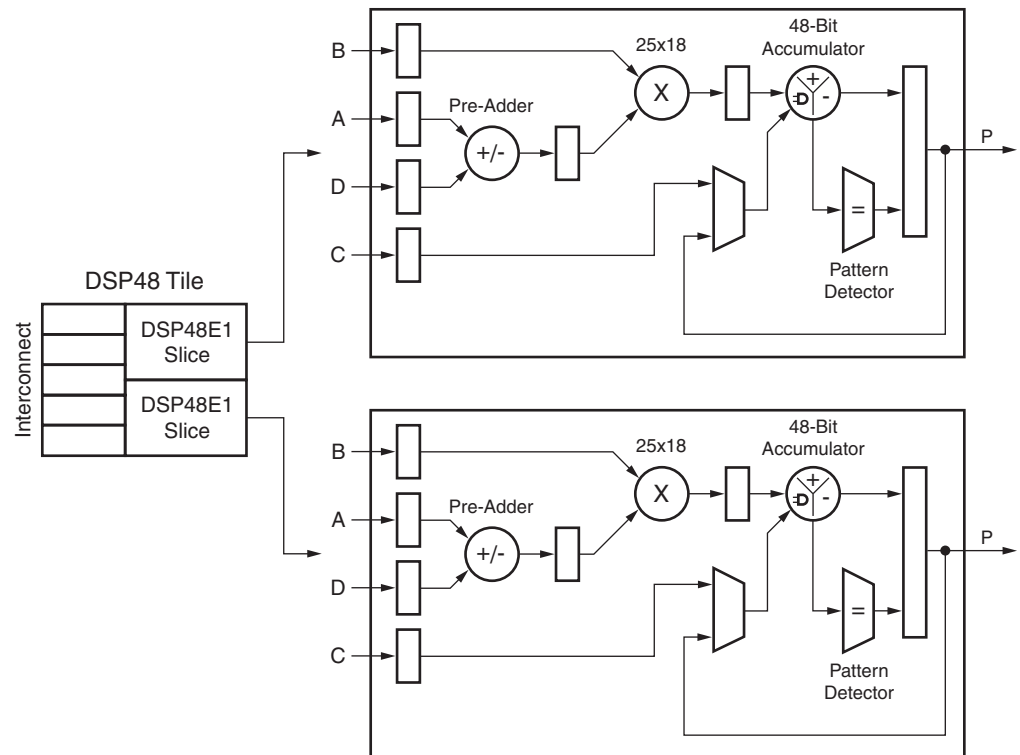 48-Bit
Accumulator
B
25x18
X
+
-
D
A
Pre-Adder
+/-
P
D
=
C
Pattern
Detector
DSP48 Tile
Interconnect
DSP48E1
Slice
DSP48E1
Slice
48-Bit
Accumulator
B
25x18
X
+
-
D
A
Pre-Adder
+/-
P
D
=
C
Pattern
Detector